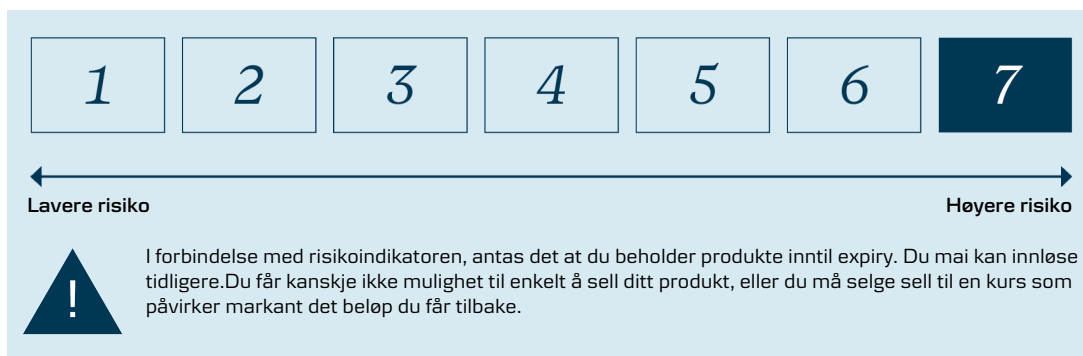 1 2 3 4 5 6 7
Lavere risiko Høyere risiko
I forbindelse med risikoindikatoren, antas det at du beholder produkte inntil expiry. Du mai kan innløse
tidligere.Du får kanskje ikke mulighet til enkelt å sell ditt produkt, eller du må selge sell til en kurs som
påvirker markant det beløp du får tilbake.
!